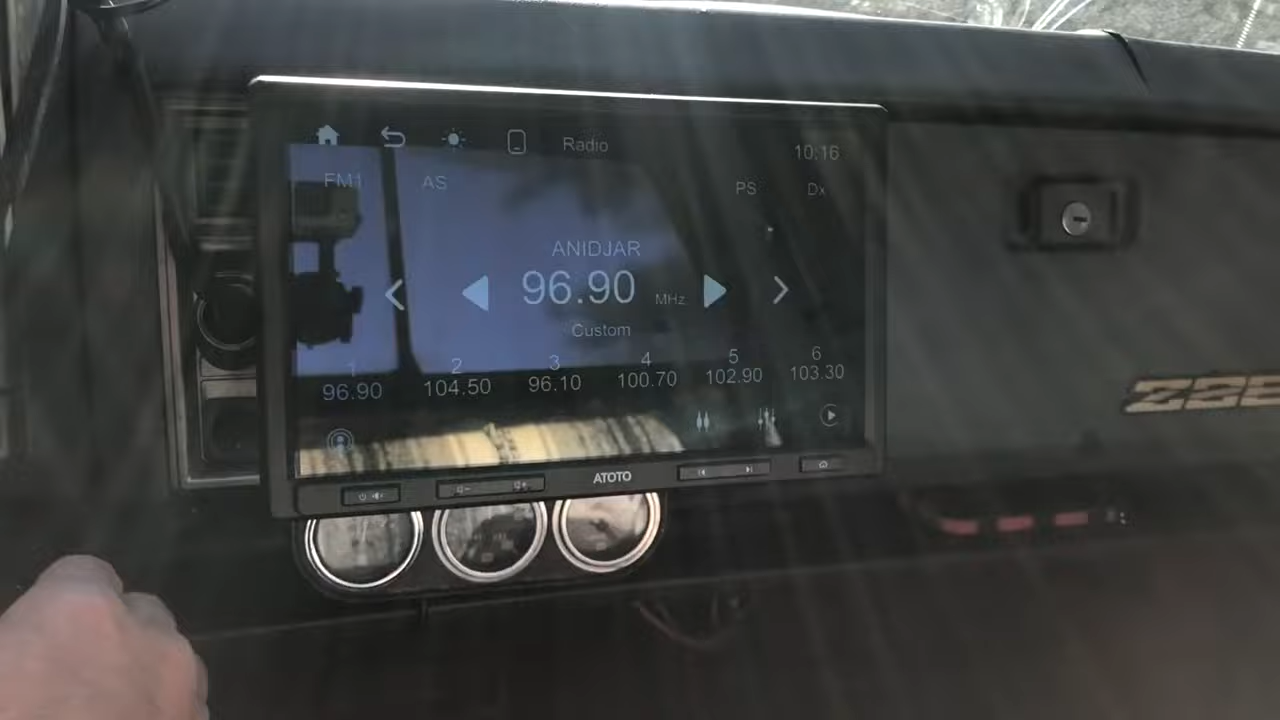 Radio
10:16
FM1 AS PS Dx
ANIDJAR
96.90 MHz
Custom
1 2 3 4 5 6
96.90 104.50 96.10 100.70 102.90 103.30
ATOTO